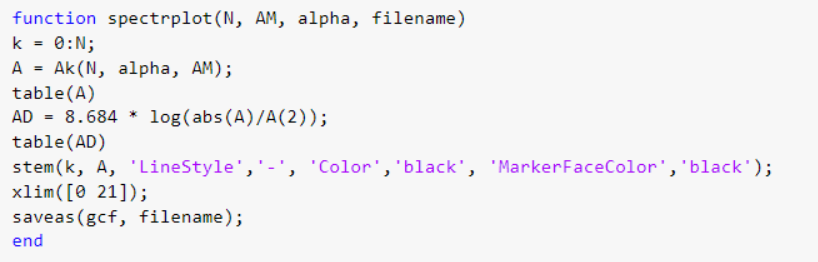 function spectrplot(N, AM, alpha, filename)
k = 0:N;
A = Ak(N, alpha, AM);
table(A)
AD = 8.684 * log(abs(A)/A(2));
table(AD)
stem(k, A, 'LineStyle','-', 'Color','black', 'MarkerFaceColor','black');
xlim([0 21]);
saveas(gcf, filename);
end